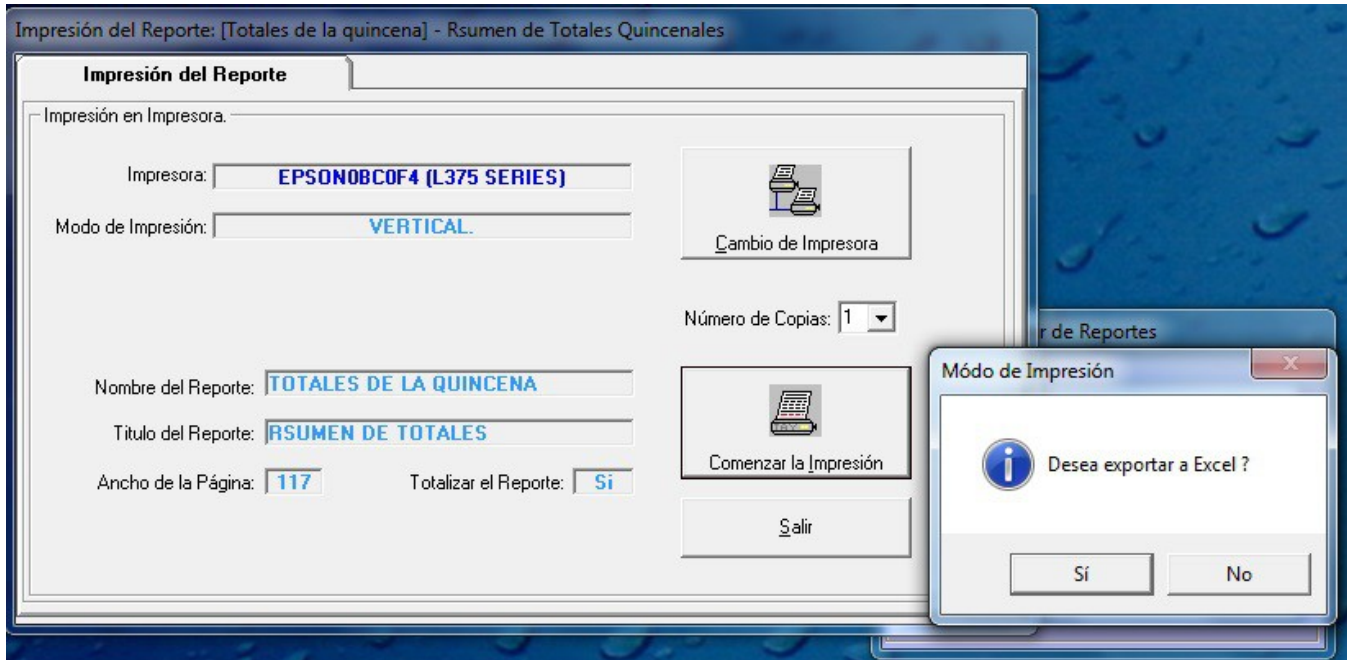 Impresión del Reporte: [Totales de la quincena] - Rsumen de Totales Quincenales
Impresión del Reporte
Impresión en Impresora.
Impresora: EPSON0BC0F4 (L375 SERIES)
Modo de Impresión: VERTICAL.
Cambio de Impresora
Número de Copias: 1
r de Reportes
Nombre del Reporte: TOTALES DE LA QUINCENA
Titulo del Reporte: RSUMEN DE TOTALES
Ancho de la Página: 117 Totalizar el Reporte: Si
Comenzar la Impresión
Salir
Módo de Impresión
Desea exportar a Excel ?
Sí No